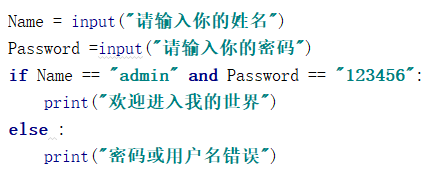 Name = input("请输入你的姓名")
Password =input("请输入你的密码")
if Name == "admin" and Password == "123456":
    print("欢迎进入我的世界")
else :
    print("密码或用户名错误")